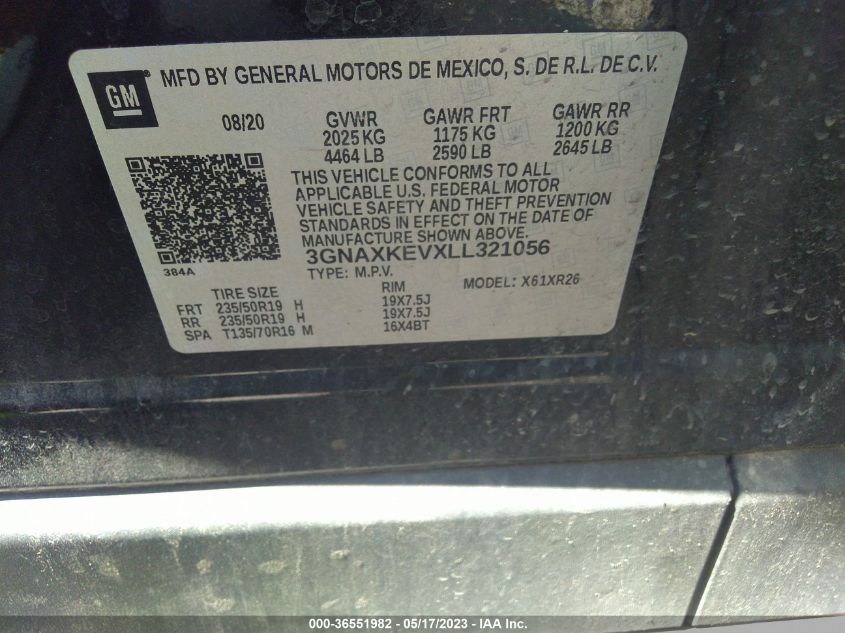 GM MFD BY GENERAL MOTORS DE MEXICO, S. DE R.L. DE C.V.
08/20 GVWR GAWR FRT GAWR RR
2025 KG 1175 KG 1200 KG
4464 LB 2590 LB 2645 LB
THIS VEHICLE CONFORMS TO ALL
APPLICABLE U.S. FEDERAL MOTOR
VEHICLE SAFETY AND THEFT PREVENTION
STANDARDS IN EFFECT ON THE DATE OF
MANUFACTURE SHOWN ABOVE.
3GNAXKEVXLL321056
384A
TYPE: M.P.V. MODEL: X61XR26
TIRE SIZE RIM
FRT 235/50R19 H 19X7.5J
RR 235/50R19 H 19X7.5J
SPA T135/70R16 M 16X4BT
000-36551982 - 05/17/2023 - IAA Inc.